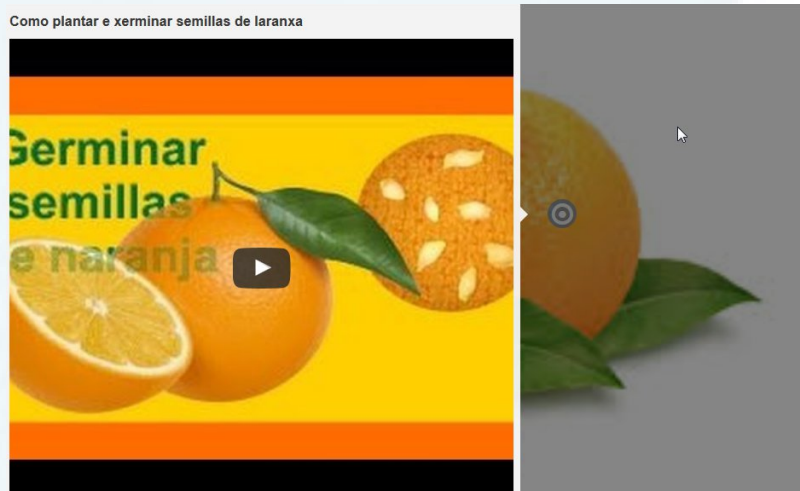 Como plantar e xerminar semillas de laranxa
Germinar
semillas
e naranja